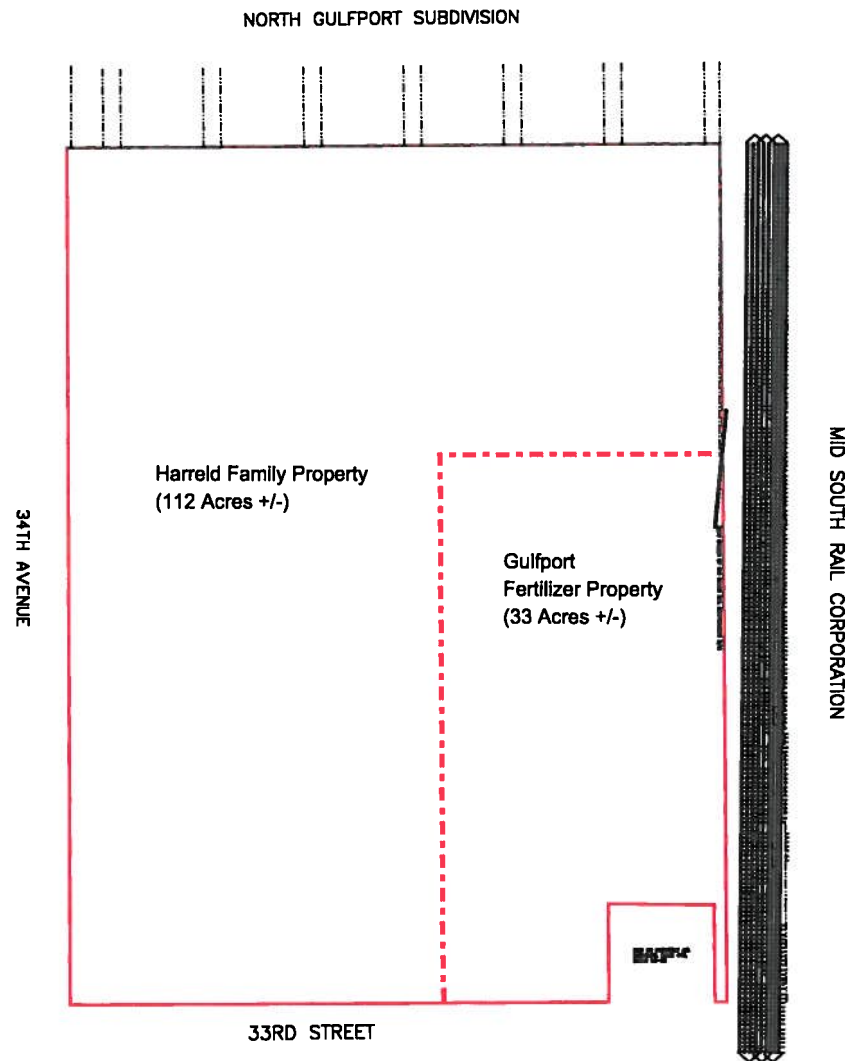 NORTH GULFPORT SUBDIVISION
Harreld Family Property
(112 Acres +/-)
34TH AVENUE
Gulfport
Fertilizer Property
(33 Acres +/-)
MID SOUTH RAIL CORPORATION
33RD STREET